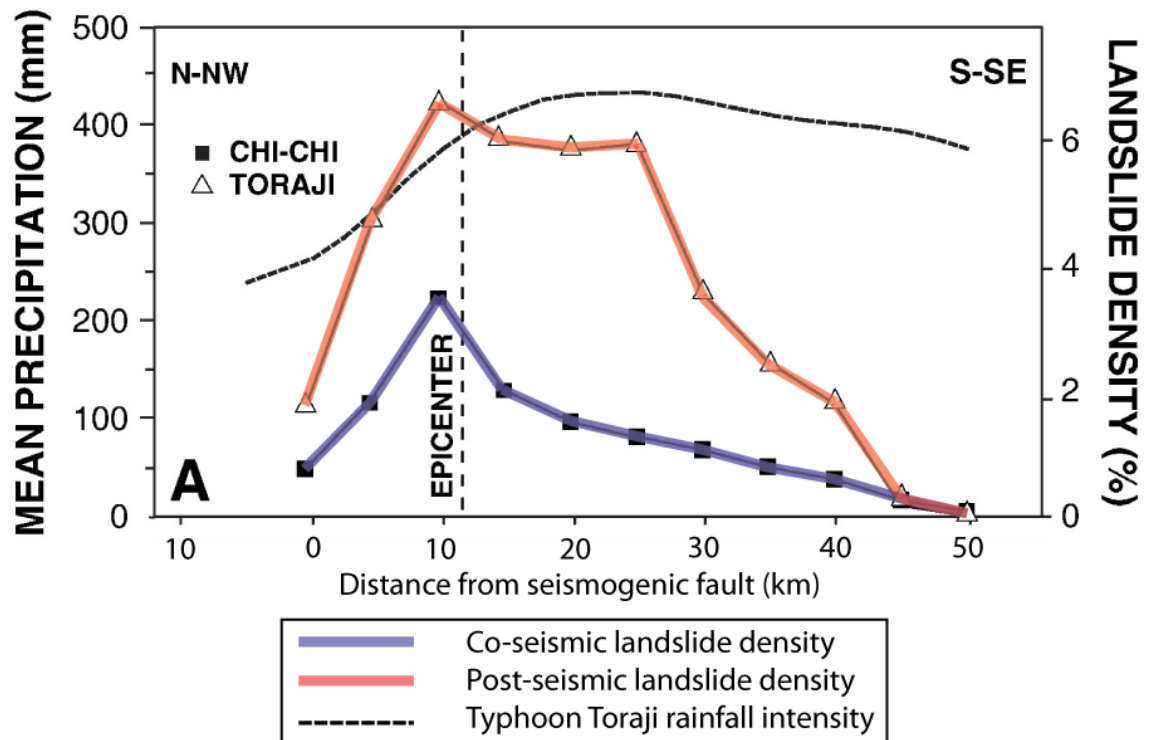 MEAN PRECIPITATION (mm)
500
400
300
200
100
0
N-NW
S-SE
CHI-CHI
TORAJI
EPICENTER
A
LANDSLIDE DENSITY (%)
6
4
2
0
10 0 10 20 30 40 50
Distance from seismogenic fault (km)
Co-seismic landslide density
Post-seismic landslide density
Typhoon Toraji rainfall intensity